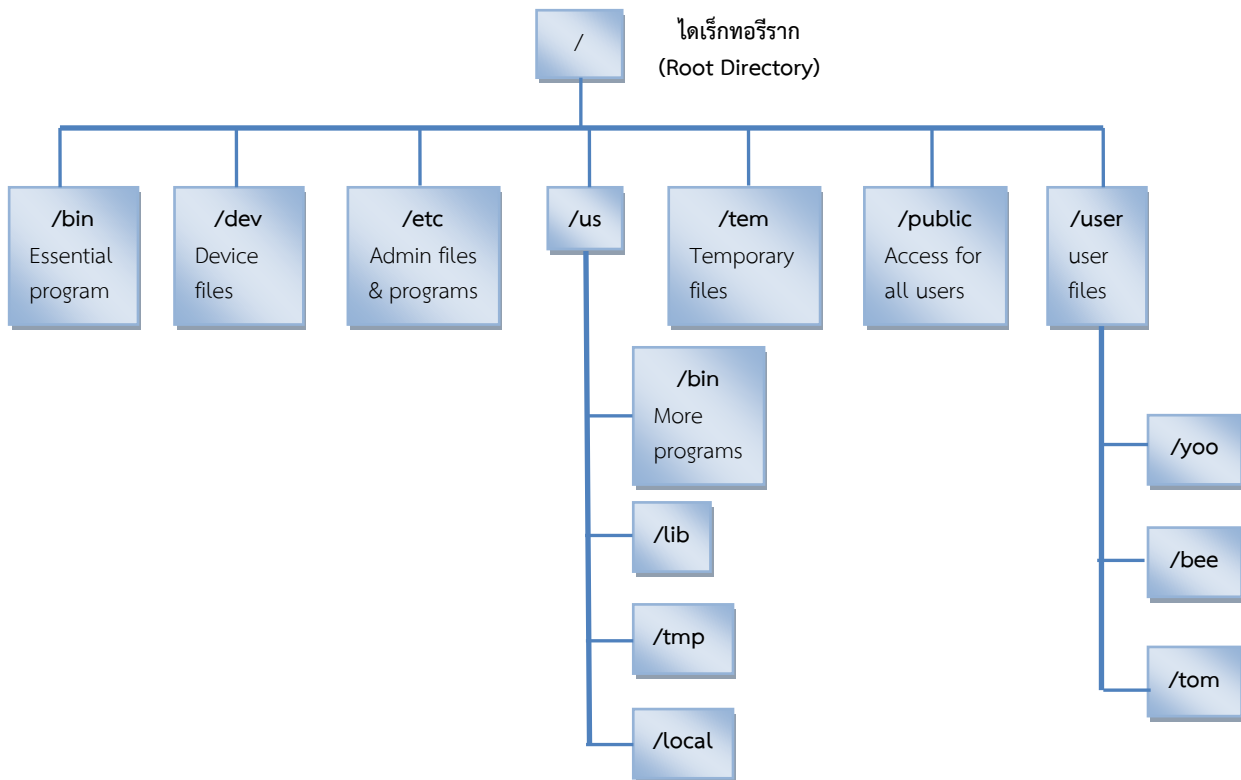 /
ไดเร็กทอรีราก
(Root Directory)
/bin
Essential
program
/dev
Device
files
/etc
Admin files
& programs
/us
/tem
Temporary
files
/public
Access for
all users
/user
user
files
/bin
More
programs
/lib
/tmp
/local
/yoo
/bee
/tom